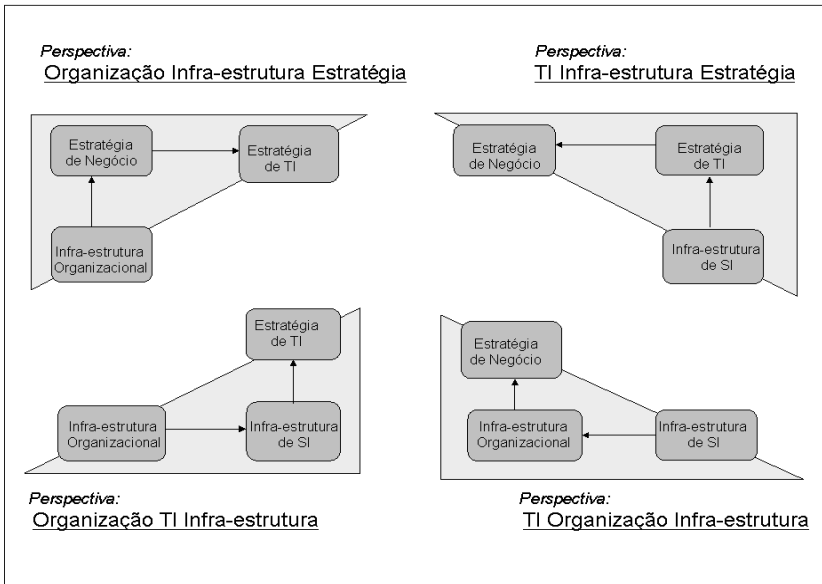 Perspectiva:
Organização Infra-estrutura Estratégia
Estratégia
de Negócio
Estratégia
de TI
Infra-estrutura
Organizacional
Perspectiva:
TI Infra-estrutura Estratégia
Estratégia
de Negócio
Estratégia
de TI
Infra-estrutura
de SI
Estratégia
de TI
Infra-estrutura
Organizacional
Infra-estrutura
de SI
Perspectiva:
Organização TI Infra-estrutura
Estratégia
de Negócio
Infra-estrutura
Organizacional
Infra-estrutura
de SI
Perspectiva:
TI Organização Infra-estrutura